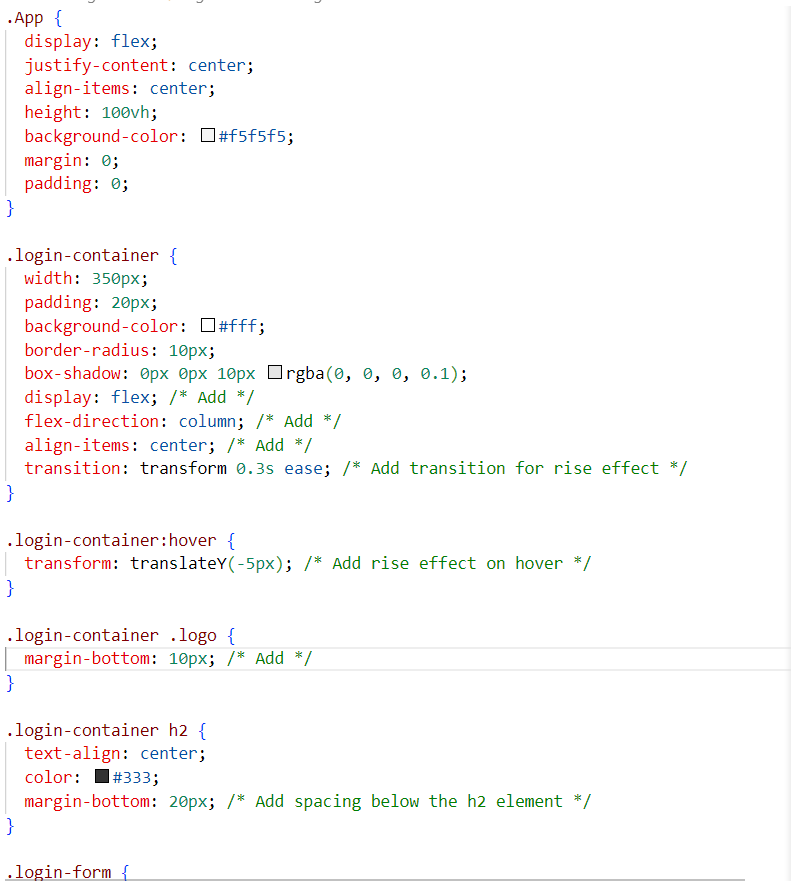 .App {
display: flex;
justify-content: center;
align-items: center;
height: 100vh;
background-color: #f5f5f5;
margin: 0;
padding: 0;
}
.login-container {
width: 350px;
padding: 20px;
background-color: #fff;
border-radius: 10px;
box-shadow: 0px 0px 10px rgba(0, 0, 0, 0.1);
display: flex; /* Add */
flex-direction: column; /* Add */
align-items: center; /* Add */
transition: transform 0.3s ease; /* Add transition for rise effect */
}
.login-container:hover {
transform: translateY(-5px); /* Add rise effect on hover */
}
.login-container .logo {
margin-bottom: 10px; /* Add */
}
.login-container h2 {
text-align: center;
color: #333;
margin-bottom: 20px; /* Add spacing below the h2 element */
}
.login-form {